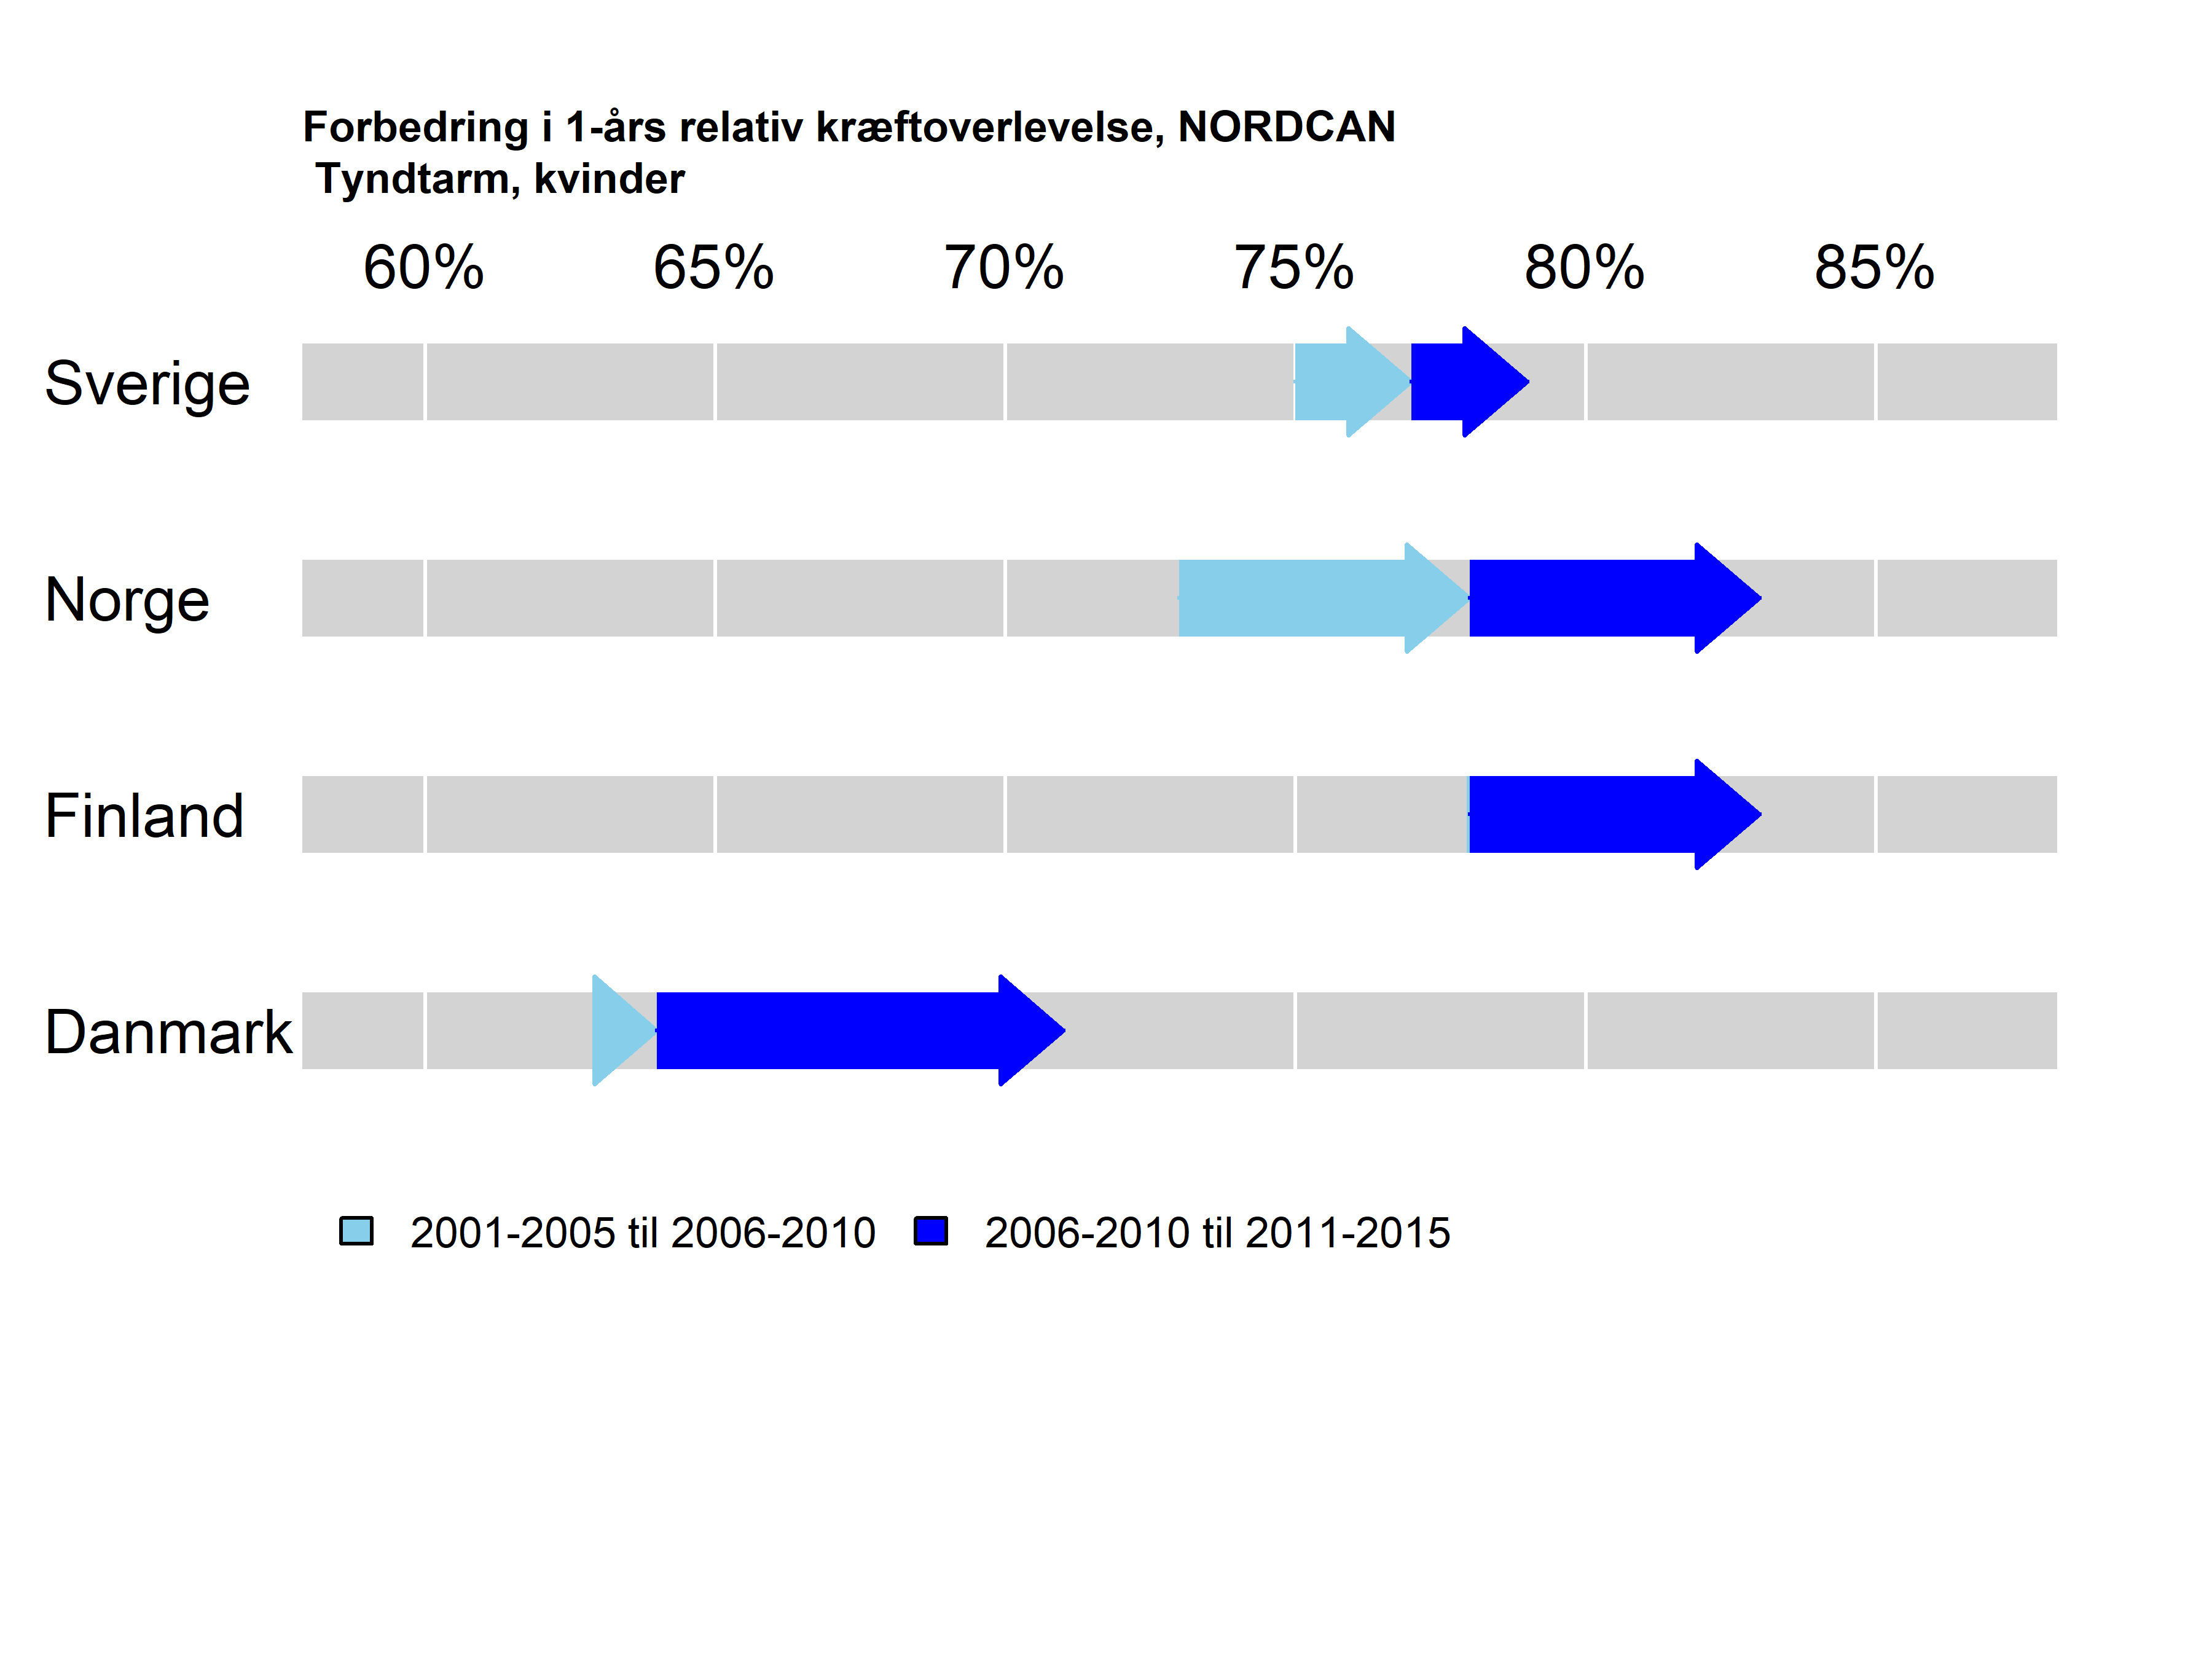 Forbedring i 1-års relativ kræftoverlevelse, NORDCAN
Tyndtarm, kvinder
60% 65% 70% 75% 80% 85%
Sverige
Norge
Finland
Danmark
2001-2005 til 2006-2010 2006-2010 til 2011-2015